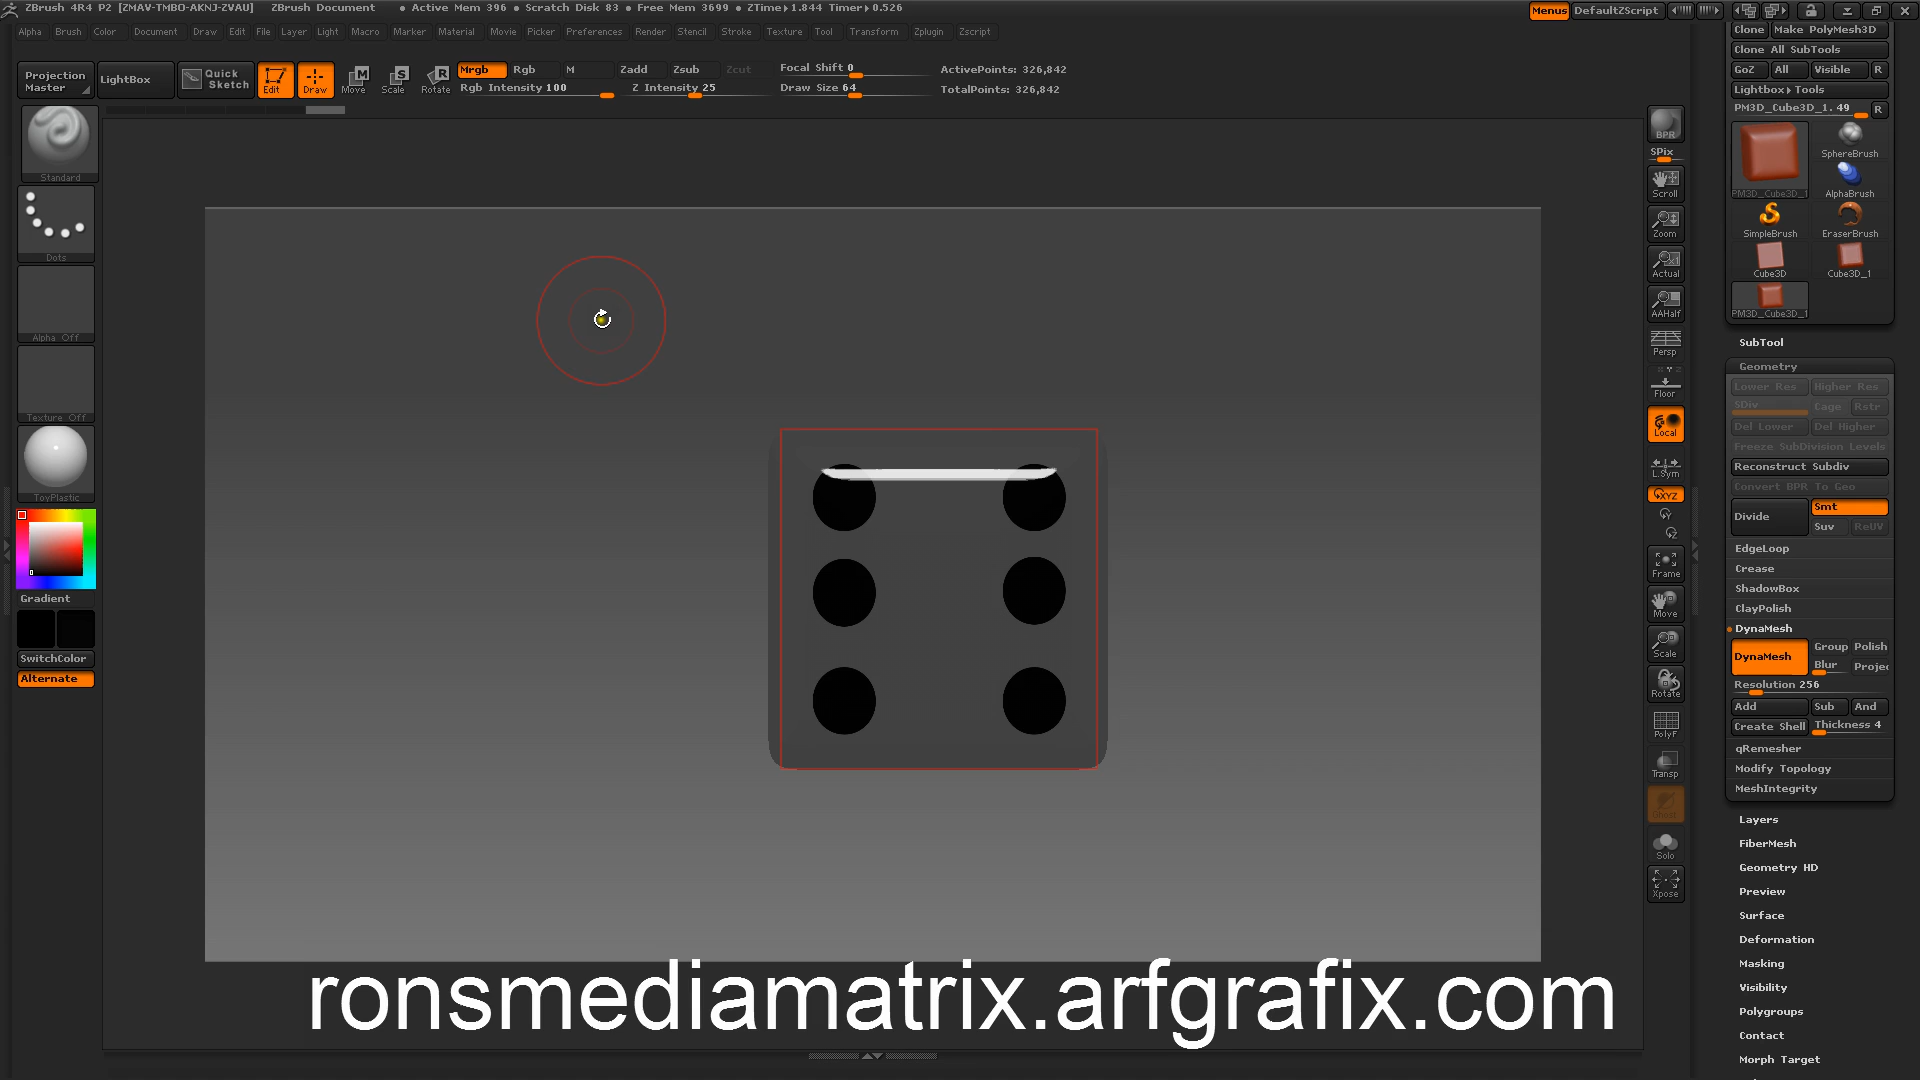 ZBrush 4R4 P2 [ZMAV-TMBO-AKNJ-ZVAU] ZBrush Document • Active Mem 396 • Scratch Disk 83 • Free Mem 3699 • ZTime▸1.844 Timer▸0.526 Menus DefaultZScript
Alpha Brush Color Document Draw Edit File Layer Light Macro Marker Material Movie Picker Preferences Render Stencil Stroke Texture Tool Transform Zplugin Zscript
Projection Master
LightBox
Quick Sketch
Edit
Draw
Move
Scale
Rotate
Mrgb Rgb M
Rgb Intensity 100
Zadd Zsub Zcut
Z Intensity 25
Focal Shift 0
Draw Size 64
ActivePoints: 326,842
TotalPoints: 326,842
Standard
Dots
Alpha Off
Texture Off
ToyPlastic
Gradient
SwitchColor
Alternate
BPR
SPix
Scroll
Zoom
Actual
AAHalf
Persp
Floor
Local
L.Sym
XYZ
Frame
Move
Scale
Rotate
PolyF
Transp
Solo
Xpose
Clone Make PolyMesh3D
Clone All SubTools
GoZ All Visible R
Lightbox▸Tools
PM3D_Cube3D_1. 49 R
PM3D_Cube3D_1
SphereBrush
AlphaBrush
SimpleBrush EraserBrush
Cube3D Cube3D_1
PM3D_Cube3D_1
SubTool
Geometry
Lower Res Higher Res
SDiv Cage Rstr
Del Lower Del Higher
Freeze SubDivision Levels
Reconstruct Subdiv
Convert BPR To Geo
Divide Smt
Suv ReUV
EdgeLoop
Crease
ShadowBox
ClayPolish
DynaMesh
DynaMesh Group Polish
Blur Projec
Resolution 256
Add Sub And
Create Shell Thickness 4
qRemesher
Modify Topology
MeshIntegrity
Layers
FiberMesh
Geometry HD
Preview
Surface
Deformation
Masking
Visibility
Polygroups
Contact
Morph Target
ronsmediamatrix.arfgrafix.com